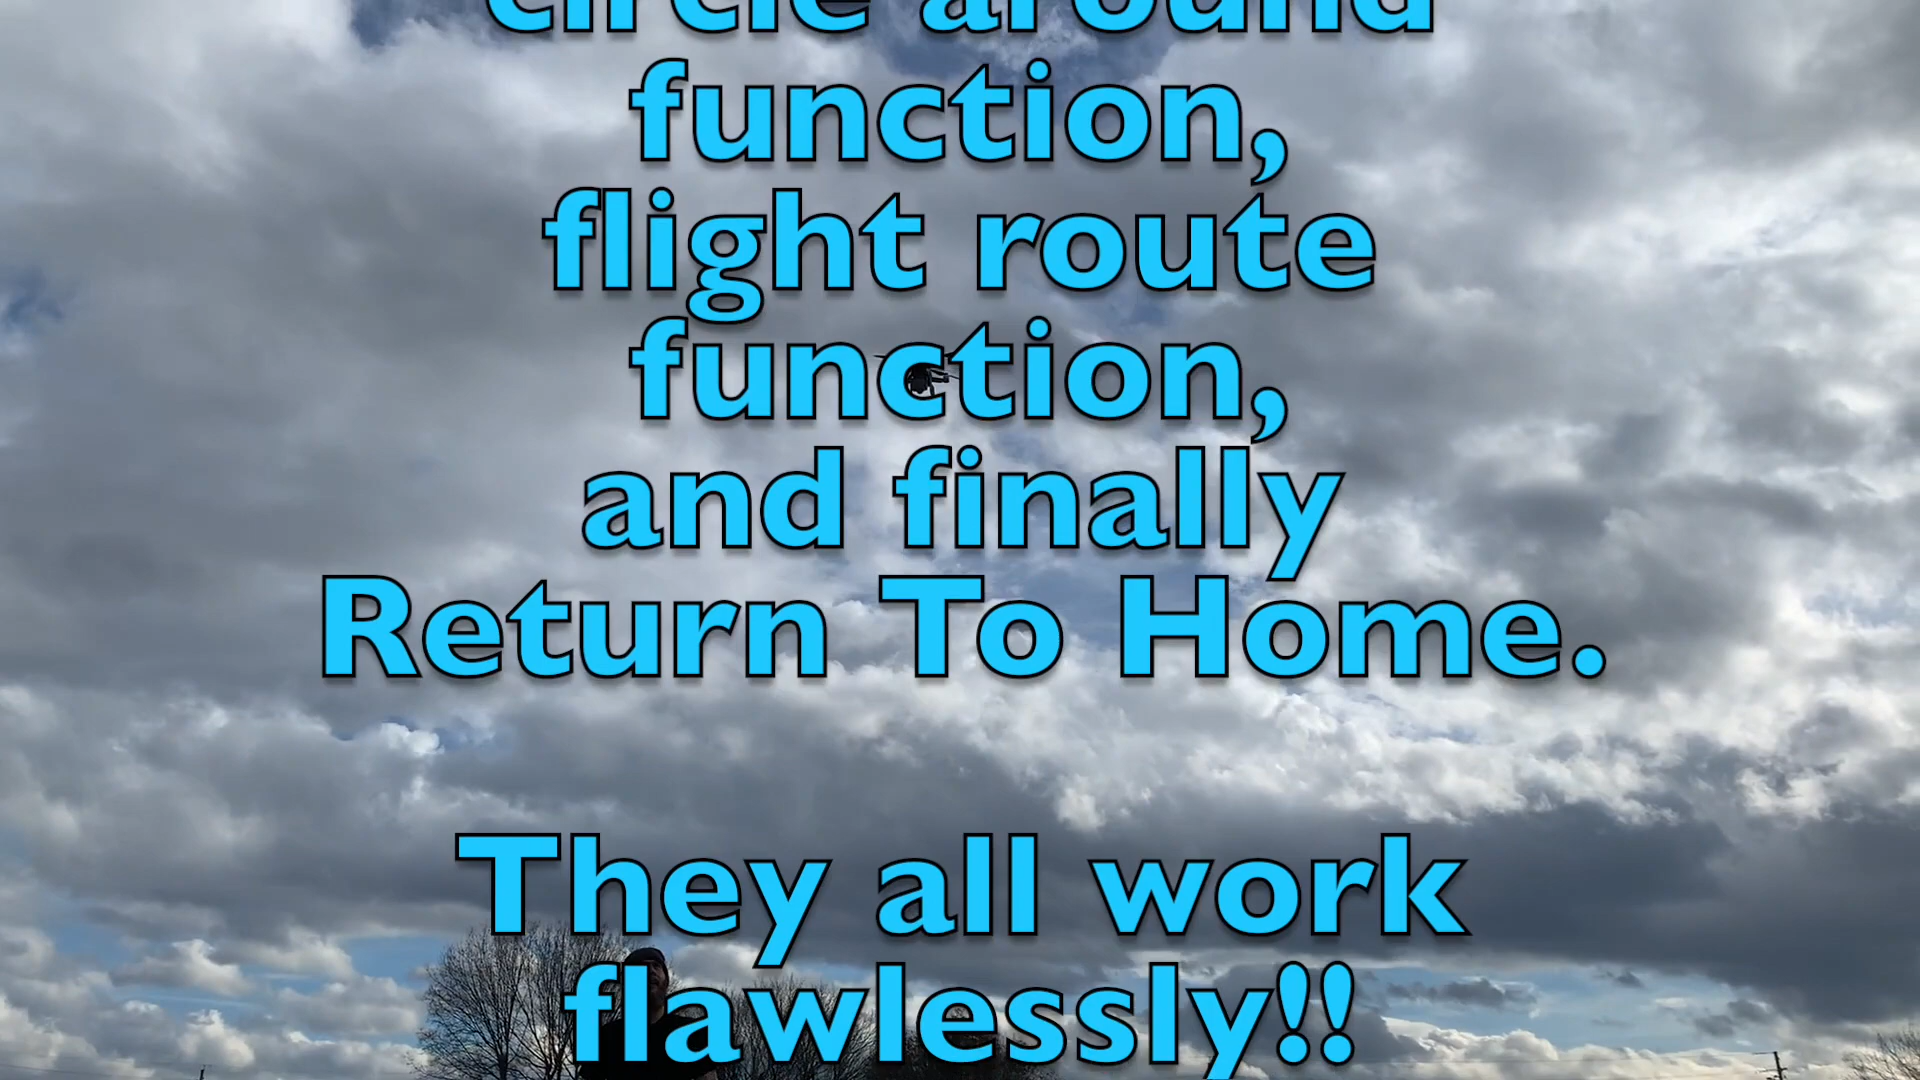 circle around
function,
flight route
function,
and finally
Return To Home.
They all work
flawlessly!!